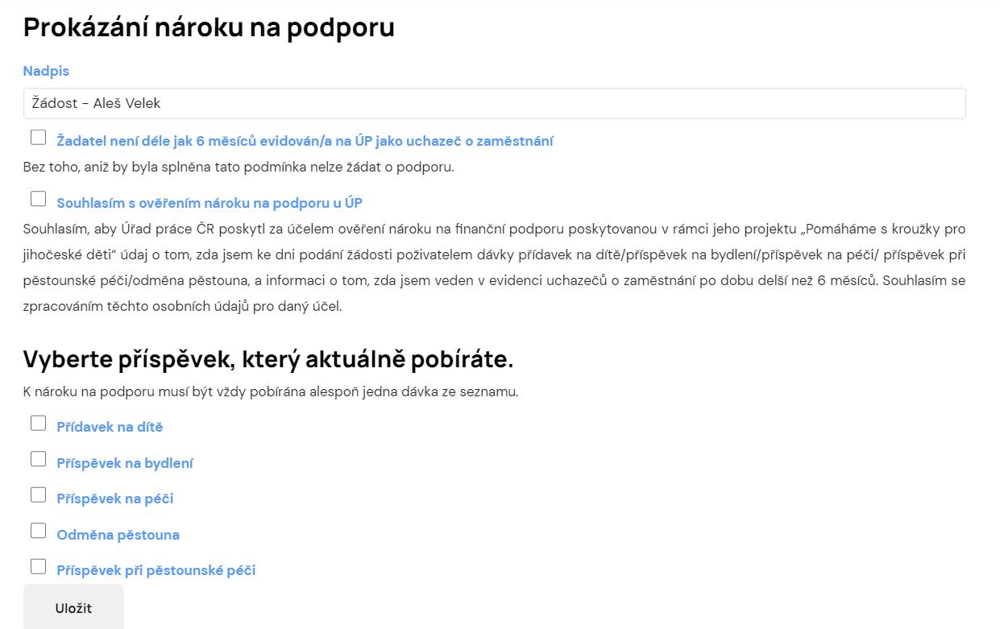 Prokázání nároku na podporu
Nadpis
Žádost - Aleš Velek
Žadatel není déle jak 6 měsíců evidován/a na ÚP jako uchazeč o zaměstnání
Bez toho, aniž by byla splněna tato podmínka nelze žádat o podporu.
Souhlasím s ověřením nároku na podporu u ÚP
Souhlasím, aby Úřad práce ČR poskytl za účelem ověření nároku na finanční podporu poskytovanou v rámci jeho projektu „Pomáháme s kroužky pro
jihočeské děti“ údaj o tom, zda jsem ke dni podání žádosti poživatelem dávky přídavek na dítě/příspěvek na bydlení/příspěvek na péči/ příspěvek při
pěstounské péči/odměna pěstouna, a informaci o tom, zda jsem veden v evidenci uchazečů o zaměstnání po dobu delší než 6 měsíců. Souhlasím se
zpracováním těchto osobních údajů pro daný účel.
Vyberte příspěvek, který aktuálně pobíráte.
K nároku na podporu musí být vždy pobírána alespoň jedna dávka ze seznamu.
Přídavek na dítě
Příspěvek na bydlení
Příspěvek na péči
Odměna pěstouna
Příspěvek při pěstounské péči
Uložit